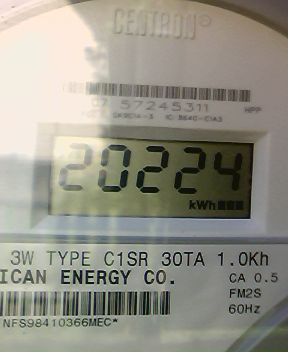 CENTRON®
07 57245311 HPP
20224
kWh
3W TYPE C1SR 30TA 1.0Kh
ICAN ENERGY CO. CA 0.5
FM2S
60Hz
NFS98410366MEC*